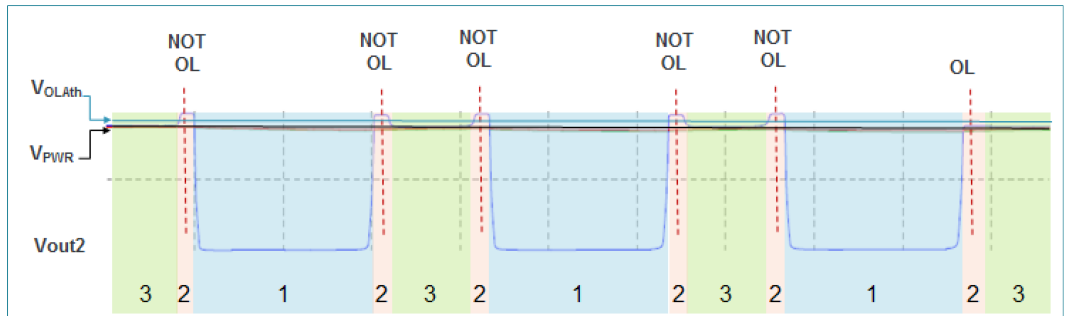 NOT
OL
NOT
OL
NOT
OL
NOT
OL
NOT
OL
OL
VOLAth
VPWR
Vout2
3 2 1 2 3 2 1 2 3 2 1 2 3